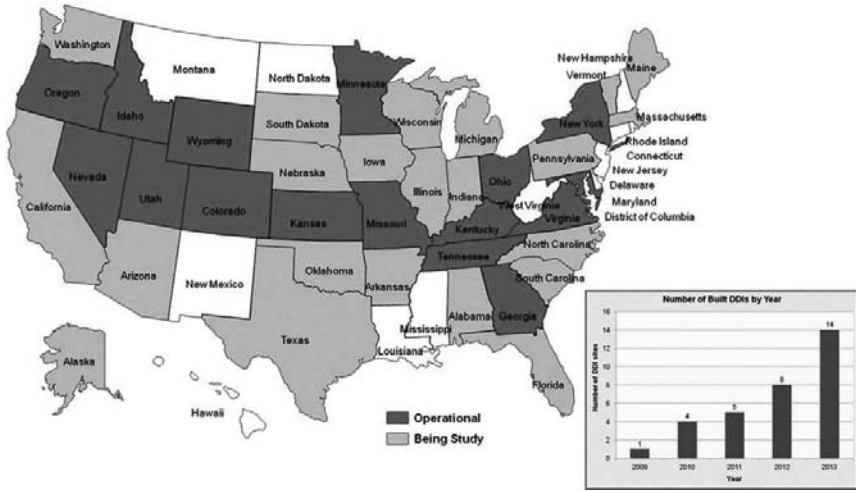 Washington
Montana
North Dakota
Minnesota
New Hampshire
Maine
Vermont
Oregon
Idaho
Wyoming
South Dakota
Wisconsin
Michigan
New York
Massachusetts
Rhode Island
Connecticut
New Jersey
Delaware
Maryland
District of Columbia
Nevada
Utah
Colorado
Nebraska
Iowa
Illinois
Indiana
Ohio
Pennsylvania
West Virginia
Virginia
California
Kansas
Missouri
Kentucky
North Carolina
Tennessee
Arizona
New Mexico
Oklahoma
Arkansas
South Carolina
Texas
Louisiana
Mississippi
Alabama
Georgia
Florida
Alaska
Hawaii
Operational
Being Study
Number of Built DDIs by Year
Number of DDI sites
16
14
12
10
8
6
4
2
0
1
4
5
8
14
2009
2010
2011
2012
2013
Year